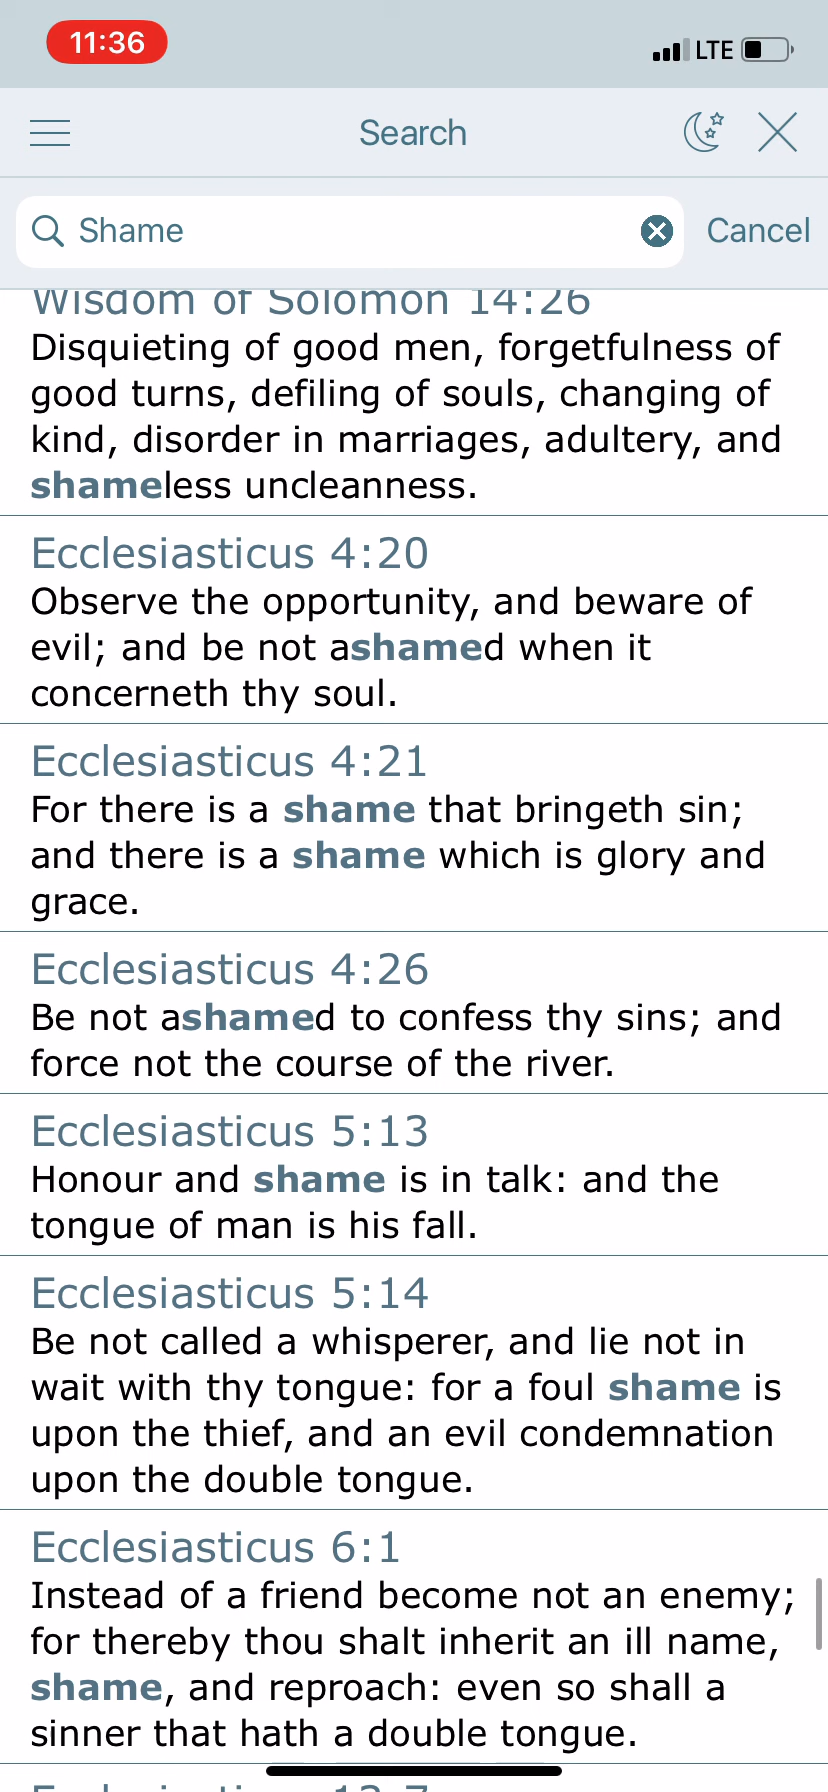 11:36
LTE
Search
Shame
Cancel
Wisdom of Solomon 14:26
Disquieting of good men, forgetfulness of
good turns, defiling of souls, changing of
kind, disorder in marriages, adultery, and
shameless uncleanness.
Ecclesiasticus 4:20
Observe the opportunity, and beware of
evil; and be not ashamed when it
concerneth thy soul.
Ecclesiasticus 4:21
For there is a shame that bringeth sin;
and there is a shame which is glory and
grace.
Ecclesiasticus 4:26
Be not ashamed to confess thy sins; and
force not the course of the river.
Ecclesiasticus 5:13
Honour and shame is in talk: and the
tongue of man is his fall.
Ecclesiasticus 5:14
Be not called a whisperer, and lie not in
wait with thy tongue: for a foul shame is
upon the thief, and an evil condemnation
upon the double tongue.
Ecclesiasticus 6:1
Instead of a friend become not an enemy;
for thereby thou shalt inherit an ill name,
shame, and reproach: even so shall a
sinner that hath a double tongue.